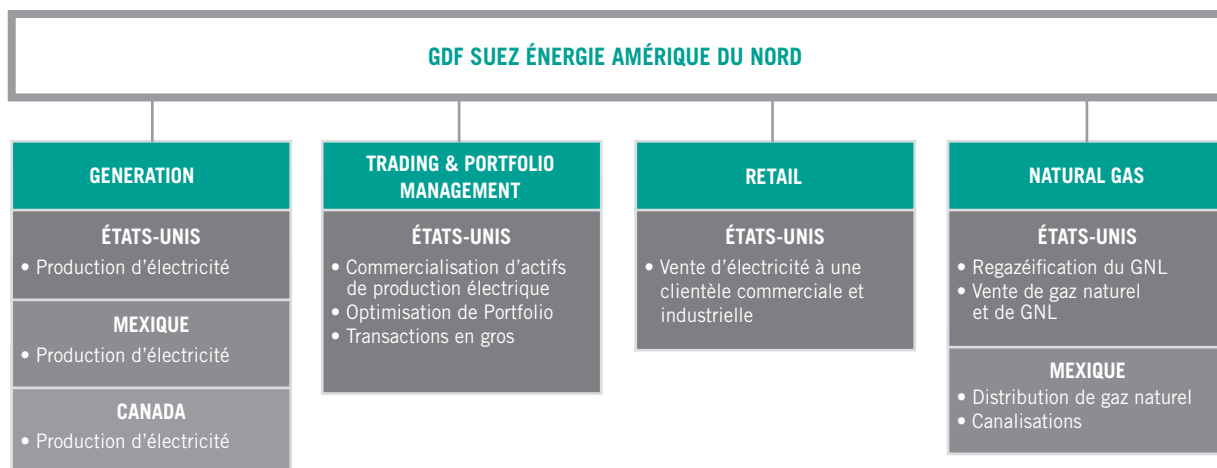 GDF SUEZ ÉNERGIE AMÉRIQUE DU NORD
GENERATION
ÉTATS-UNIS
• Production d'électricité
MEXIQUE
• Production d'électricité
CANADA
• Production d'électricité
TRADING & PORTFOLIO
MANAGEMENT
ÉTATS-UNIS
• Commercialisation d'actifs
de production électrique
• Optimisation de Portfolio
• Transactions en gros
RETAIL
ÉTATS-UNIS
• Vente d'électricité à une
clientèle commerciale et
industrielle
NATURAL GAS
ÉTATS-UNIS
• Regazéification du GNL
• Vente de gaz naturel
et de GNL
MEXIQUE
• Distribution de gaz naturel
• Canalisations